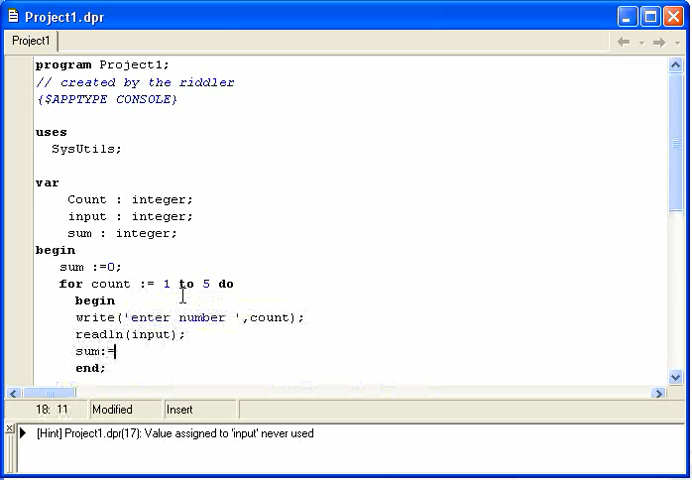 Project1.dpr
Project1
program Project1;
// created by the riddler
{$APPTYPE CONSOLE}
uses
SysUtils;
var
Count : integer;
input : integer;
sum : integer;
begin
sum :=0;
for count := 1 to 5 do
begin
write('enter number ',count);
readln(input);
sum:=
end;
18: 11 Modified Insert
[Hint] Project1.dpr(17): Value assigned to 'input' never used